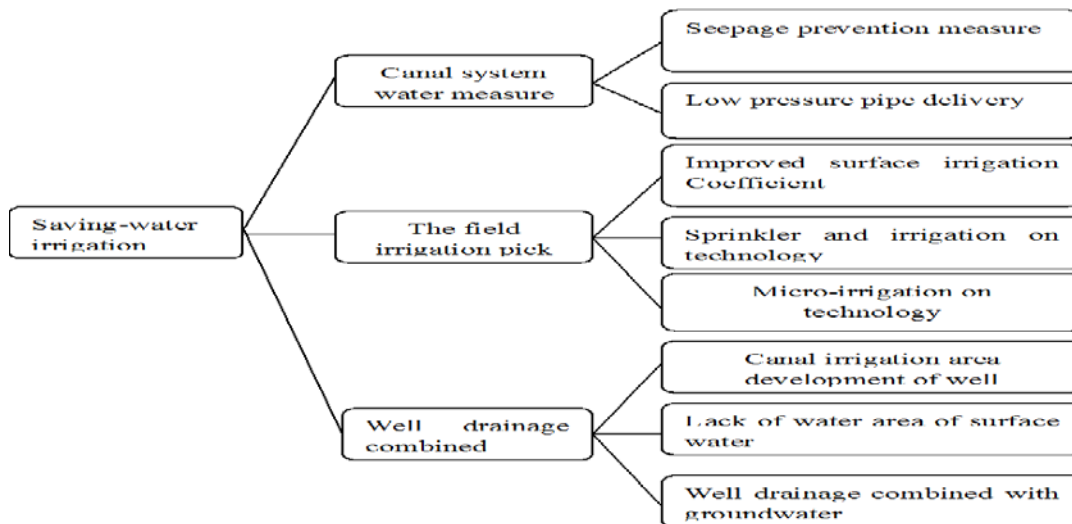 Saving-water
irrigation
Canal system
water measure
Seepage prevention measure
Low pressure pipe delivery
The field
irrigation pick
Improved surface irrigation
Coefficient
Sprinkler and irrigation on
technology
Micro-irrigation on
technology
Well drainage
combined
Canal irrigation area
development of well
Lack of water area of surface
water
Well drainage combined with
groundwater